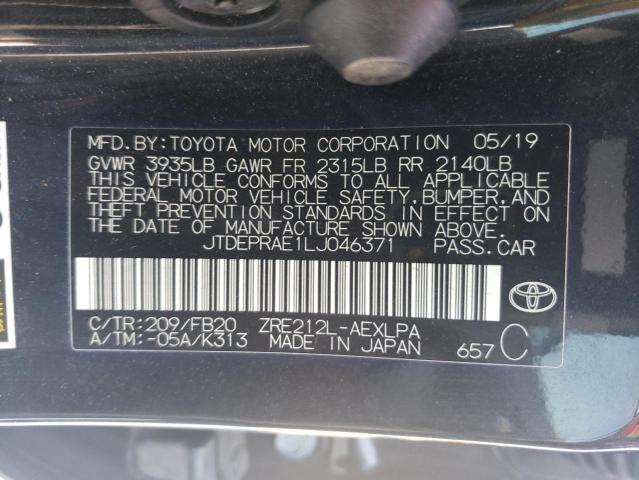 MFD. BY: TOYOTA MOTOR CORPORATION 05/19
GVWR 3935LB GAWR FR 2315LB RR 2140LB
THIS VEHICLE CONFORMS TO ALL APPLICABLE
FEDERAL MOTOR VEHICLE SAFETY, BUMPER, AND
THEFT PREVENTION STANDARDS IN EFFECT ON
THE DATE OF MANUFACTURE SHOWN ABOVE.
JTDEPRAE1LJ046371 PASS. CAR
C/TR: 209/FB20 ZRE212L-AEXLPA
A/TM: -05A/K313 MADE IN JAPAN 657 C